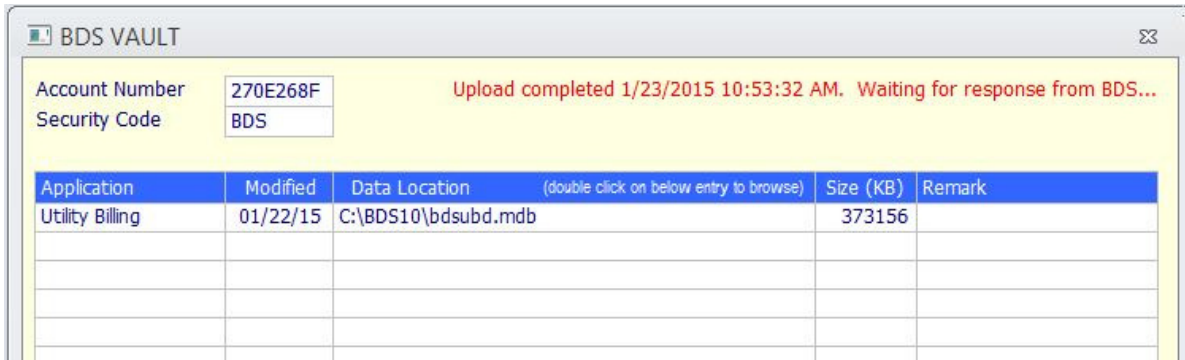 BDS VAULT
Account Number 270E268F Upload completed 1/23/2015 10:53:32 AM. Waiting for response from BDS...
Security Code BDS
Application Modified Data Location (double click on below entry to browse) Size (KB) Remark
Utility Billing 01/22/15 C:\BDS10\bdsubd.mdb 373156